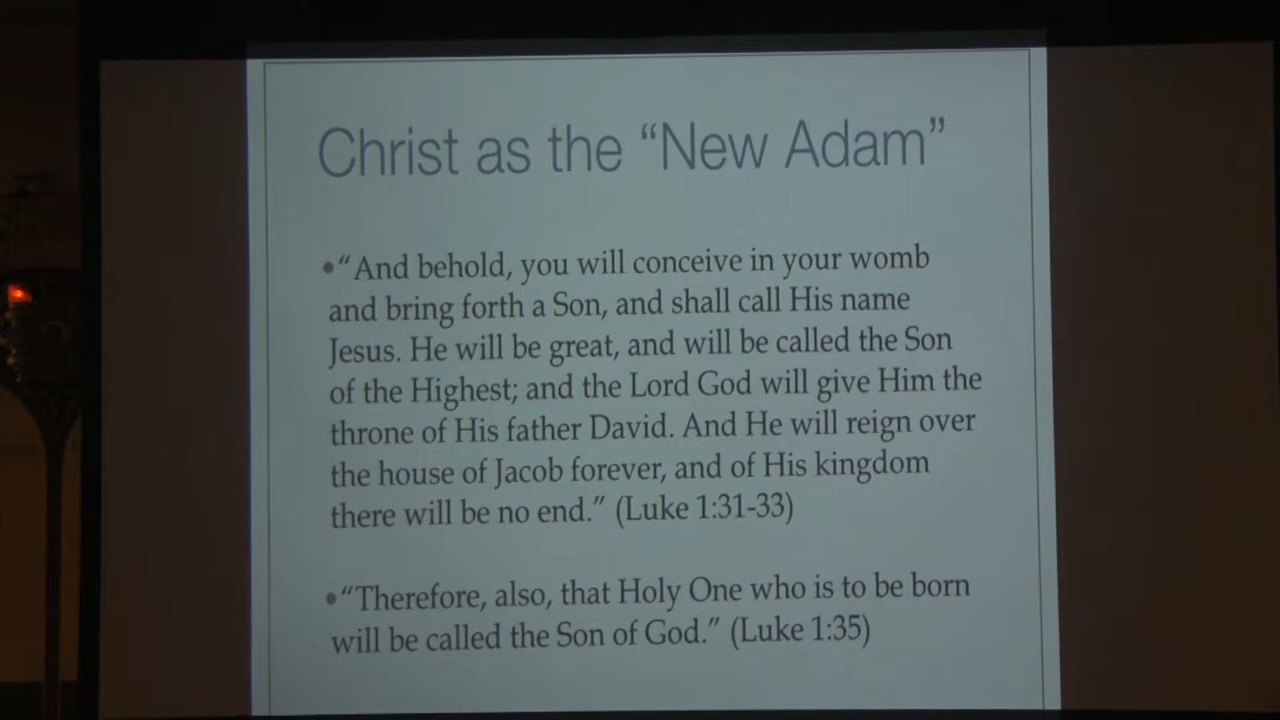 Christ as the “New Adam”
•“And behold, you will conceive in your womb
and bring forth a Son, and shall call His name
Jesus. He will be great, and will be called the Son
of the Highest; and the Lord God will give Him the
throne of His father David. And He will reign over
the house of Jacob forever, and of His kingdom
there will be no end.” (Luke 1:31-33)
•“Therefore, also, that Holy One who is to be born
will be called the Son of God.” (Luke 1:35)